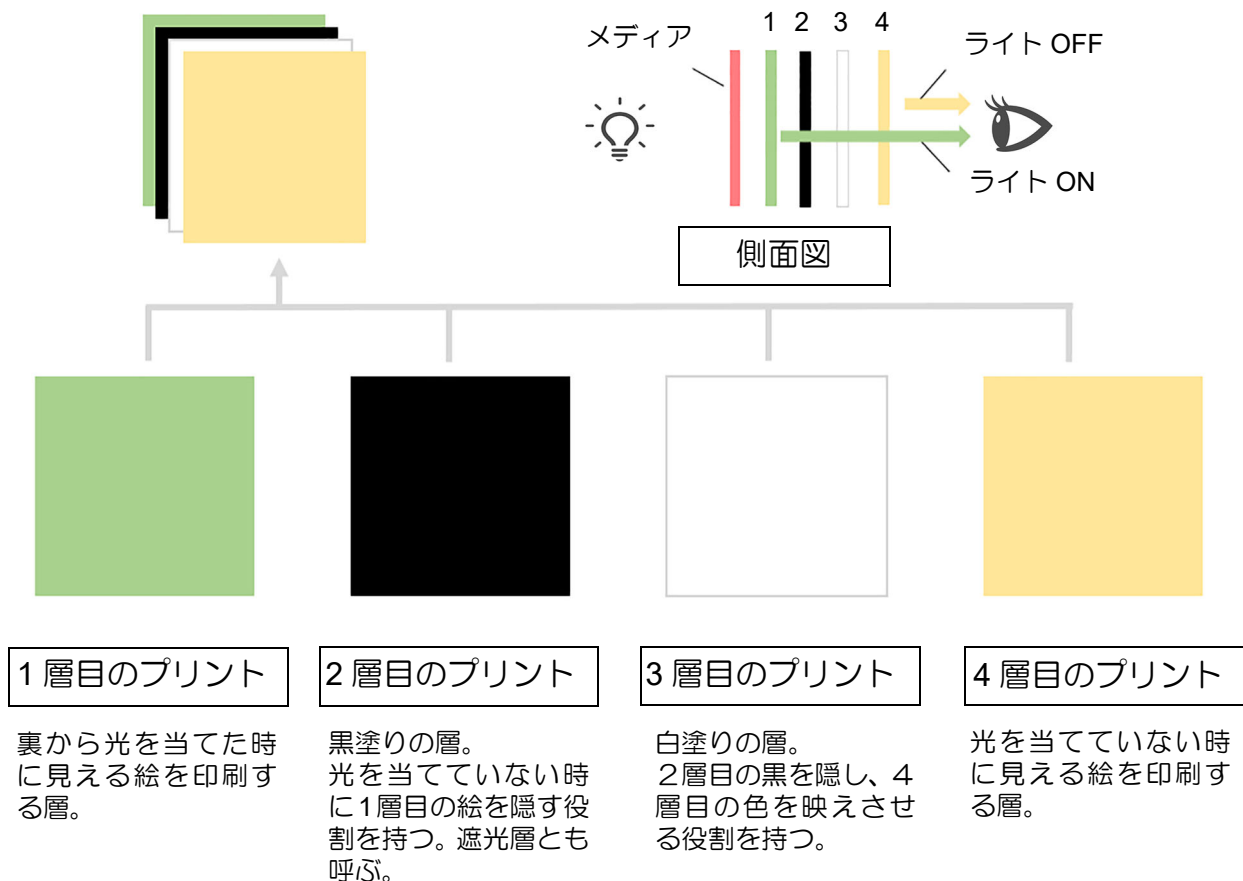 メディア
1 2 3 4
ライト OFF
ライト ON
側面図
1 層目のプリント
裏から光を当てた時
に見える絵を印刷す
る層。
2 層目のプリント
黒塗りの層。
光を当てていない時
に1層目の絵を隠す役
割を持つ。遮光層とも
呼ぶ。
3 層目のプリント
白塗りの層。
２層目の黒を隠し、４
層目の色を映えさせ
る役割を持つ。
4 層目のプリント
光を当てていない時
に見える絵を印刷す
る層。